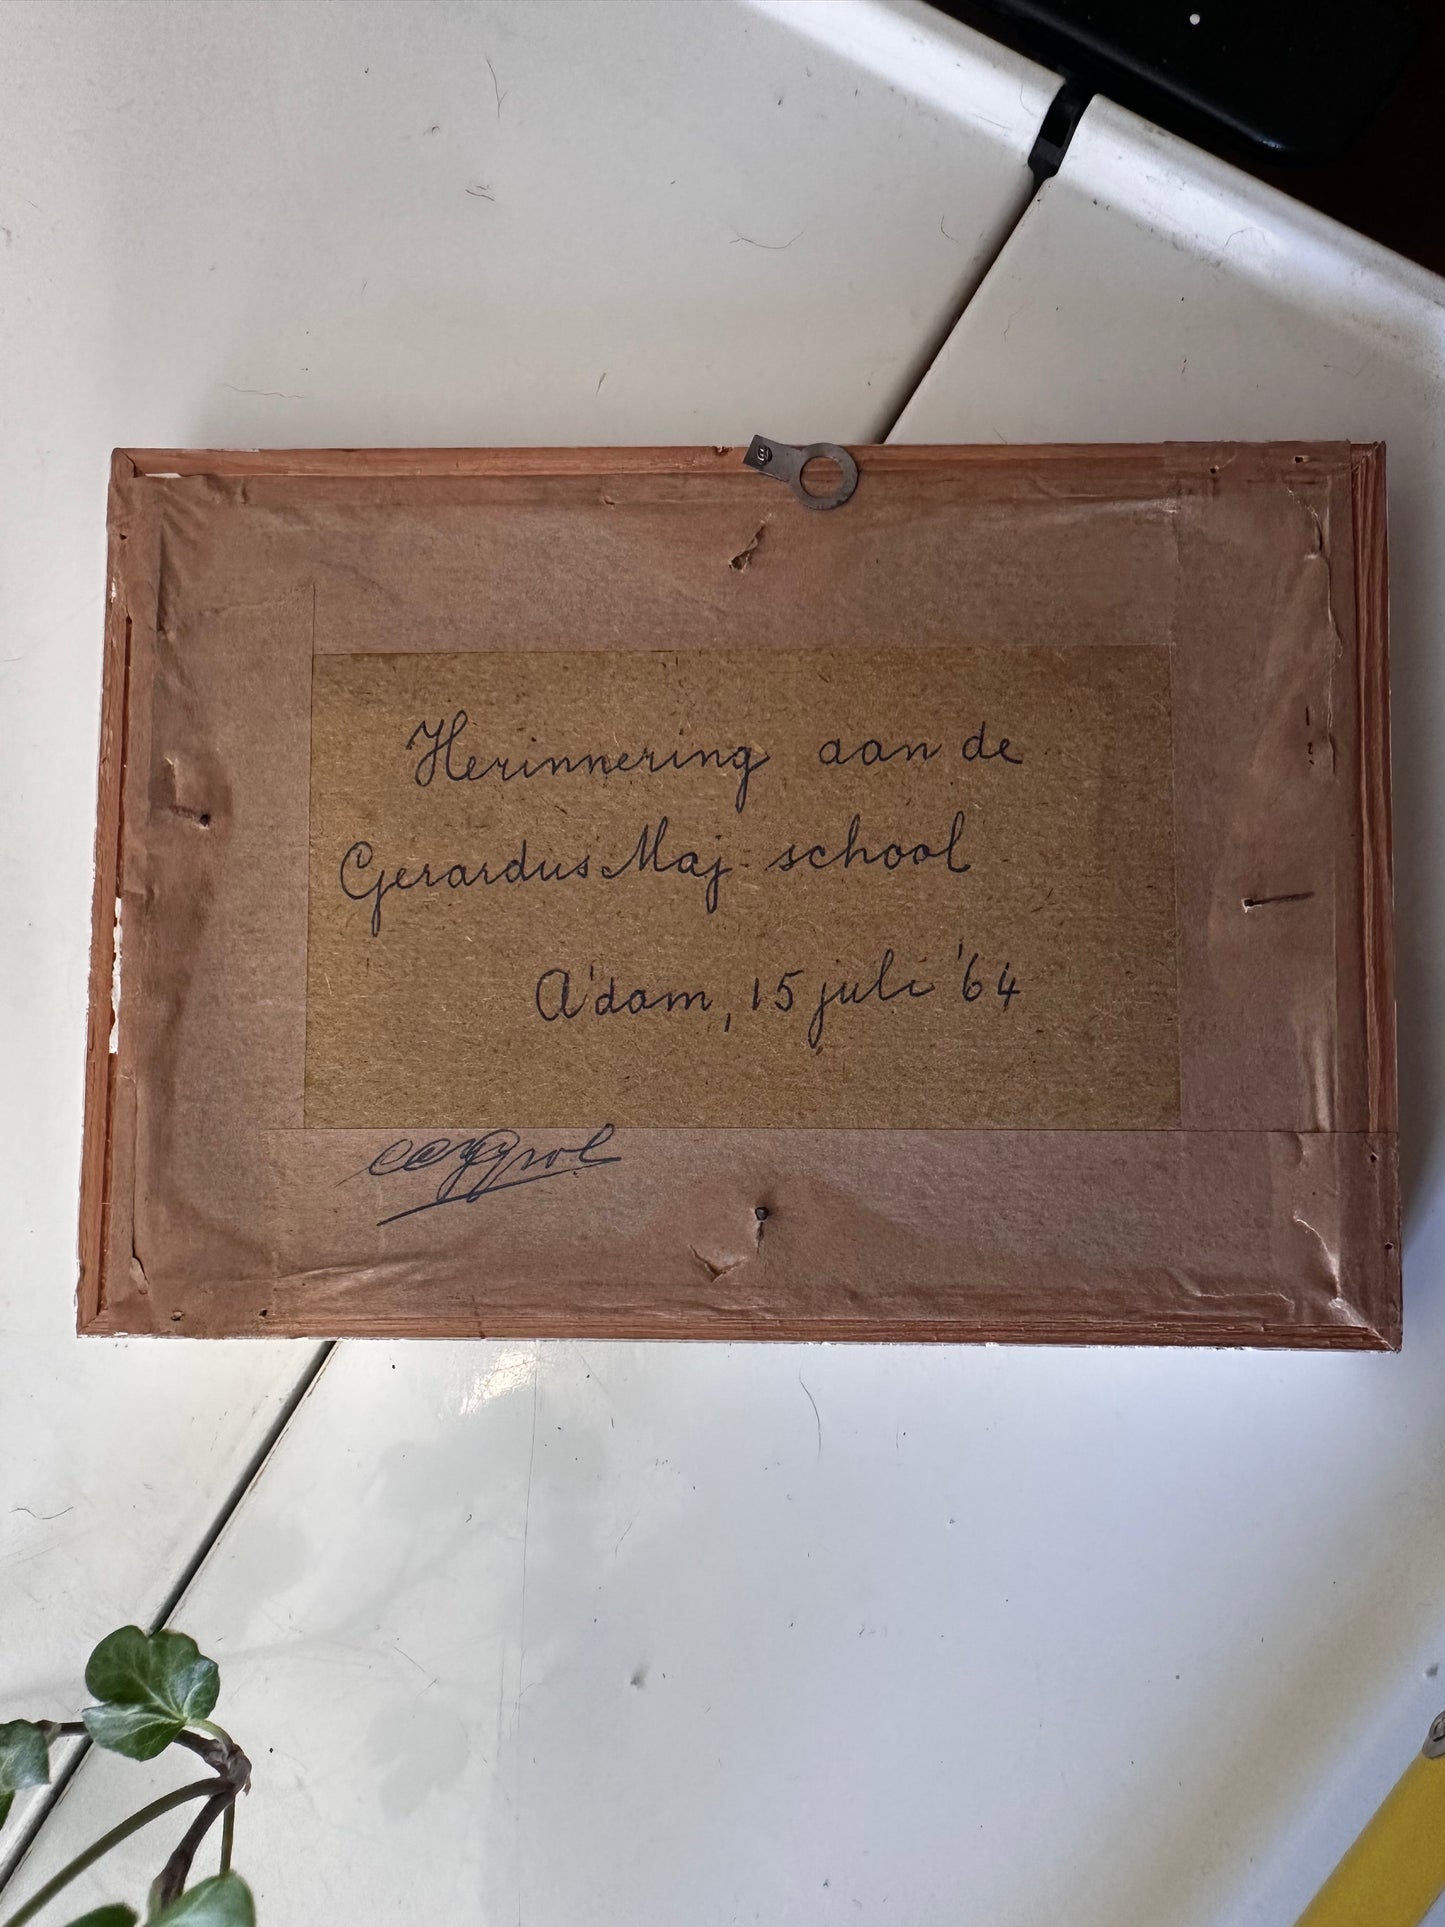 Herinnering aan de
Gerardus Maj. school
A'dam, 15 juli '64